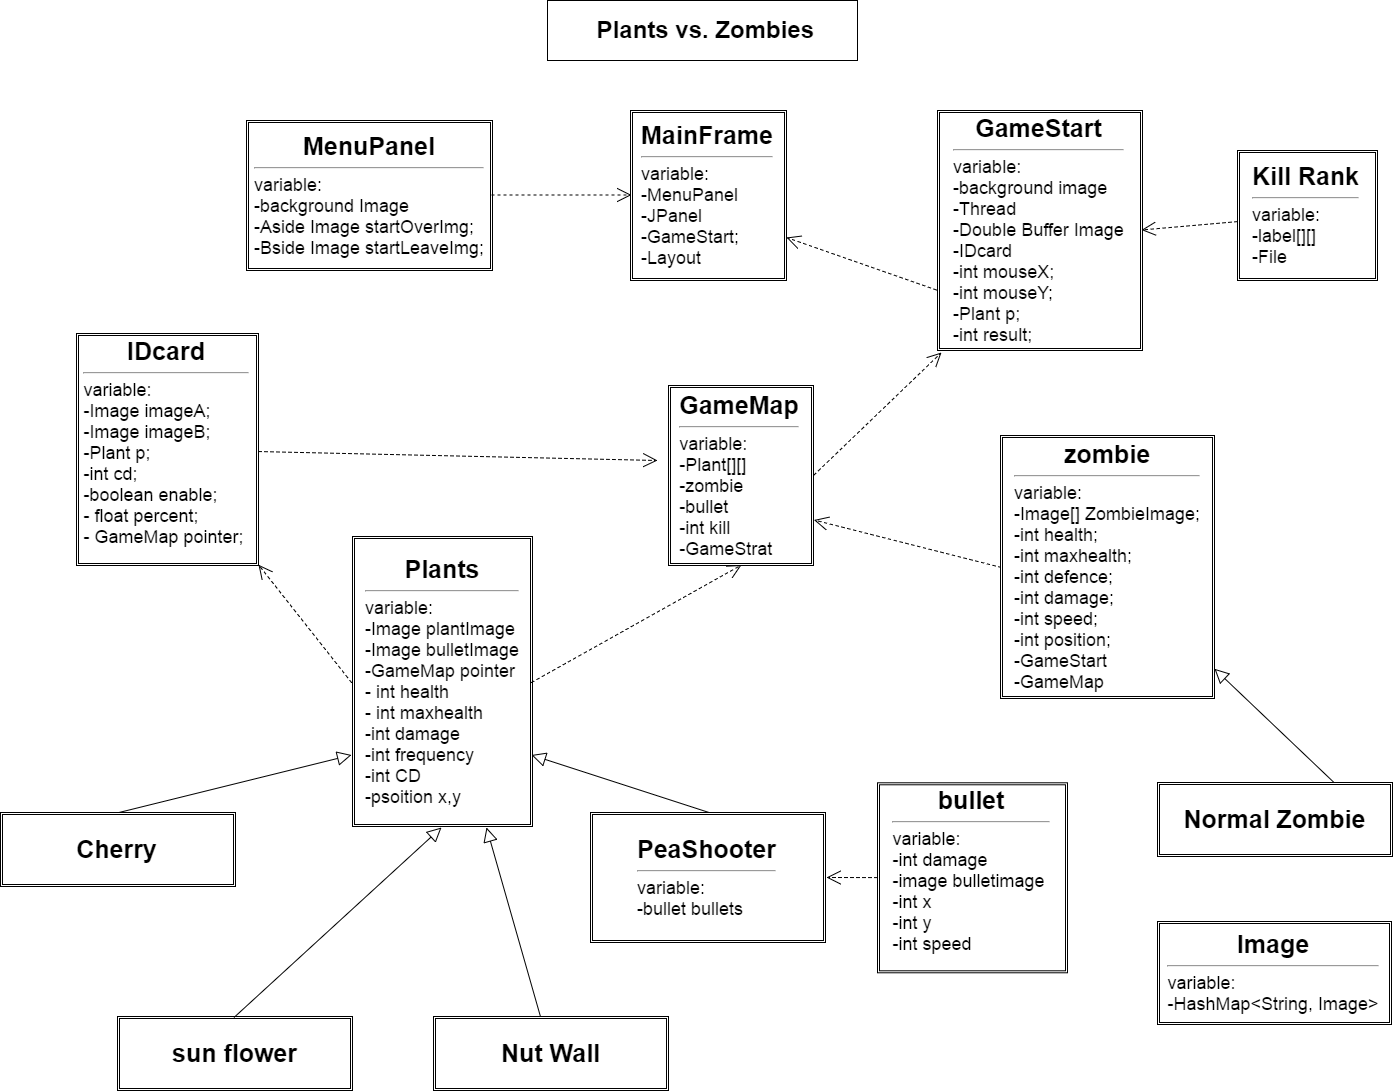 Plants vs. Zombies
MenuPanel
variable:
-background Image
-Aside Image startOverImg;
-Bside Image startLeaveImg;
MainFrame
variable:
-MenuPanel
-JPanel
-GameStart;
-Layout
GameStart
variable:
-background image
-Thread
-Double Buffer Image
-IDcard
-int mouseX;
-int mouseY;
-Plant p;
-int result;
Kill Rank
variable:
-label[][]
-File
IDcard
variable:
-Image imageA;
-Image imageB;
-Plant p;
-int cd;
-boolean enable;
- float percent;
- GameMap pointer;
GameMap
variable:
-Plant[][]
-zombie
-bullet
-int kill
-GameStrat
zombie
variable:
-Image[] ZombieImage;
-int health;
-int maxhealth;
-int defence;
-int damage;
-int speed;
-int position;
-GameStart
-GameMap
Plants
variable:
-Image plantImage
-Image bulletImage
-GameMap pointer
- int health
- int maxhealth
-int damage
-int frequency
-int CD
-psoition x,y
Cherry
PeaShooter
variable:
-bullet bullets
bullet
variable:
-int damage
-image bulletimage
-int x
-int y
-int speed
Normal Zombie
Image
variable:
-HashMap<String, Image>
sun flower
Nut Wall